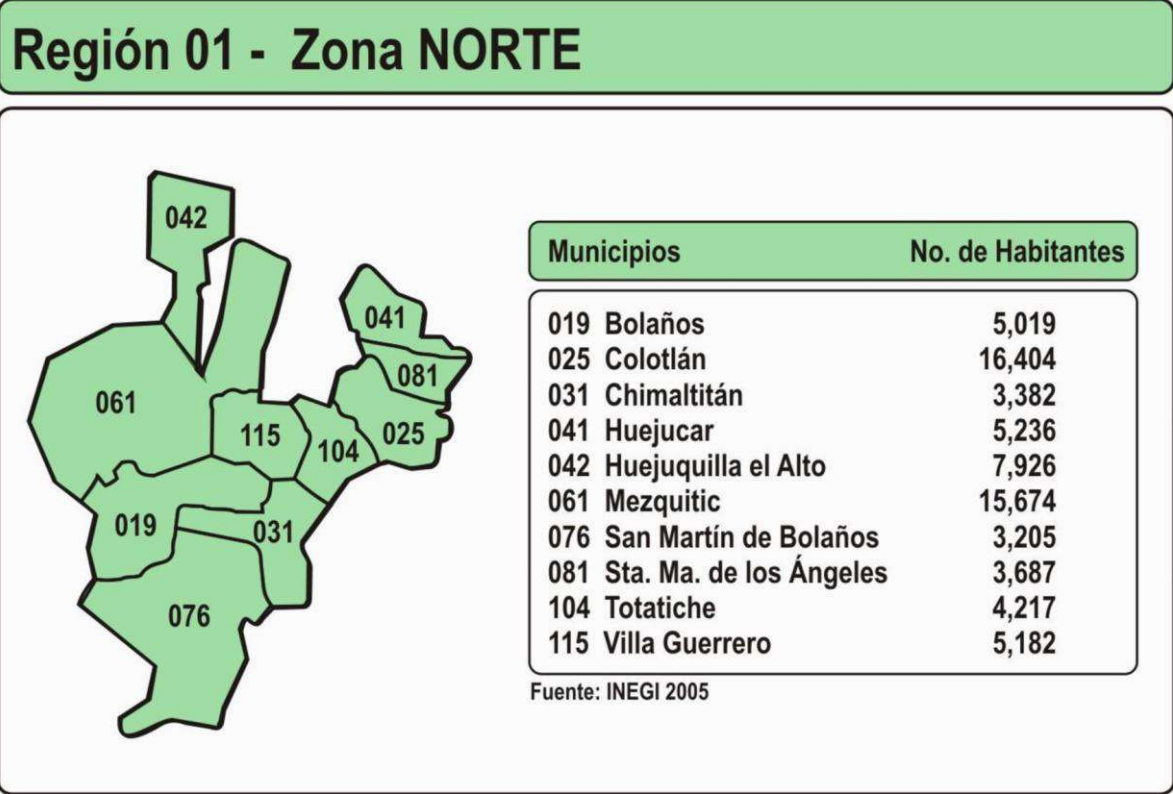 Región 01 - Zona NORTE
042
041
081
061
115
104
025
019
031
076
Municipios No. de Habitantes
019 Bolaños 5,019
025 Colotlán 16,404
031 Chimaltitán 3,382
041 Huejucar 5,236
042 Huejuquilla el Alto 7,926
061 Mezquitic 15,674
076 San Martín de Bolaños 3,205
081 Sta. Ma. de los Ángeles 3,687
104 Totatiche 4,217
115 Villa Guerrero 5,182
Fuente: INEGI 2005